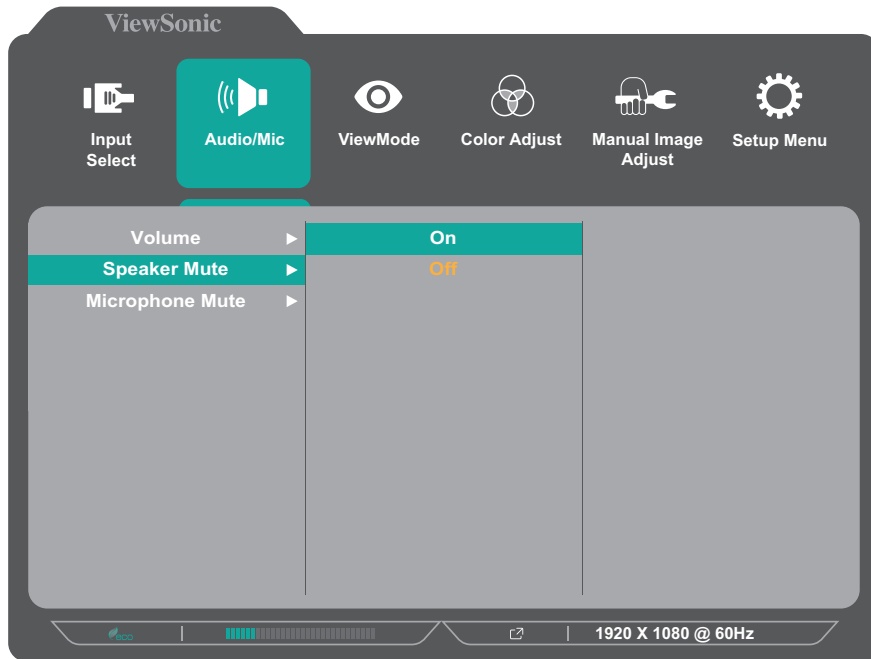 ViewSonic
Input
Select
Audio/Mic
ViewMode
Color Adjust
Manual Image
Adjust
Setup Menu
Volume
Speaker Mute
Microphone Mute
On
Off
eco
1920 X 1080 @ 60Hz